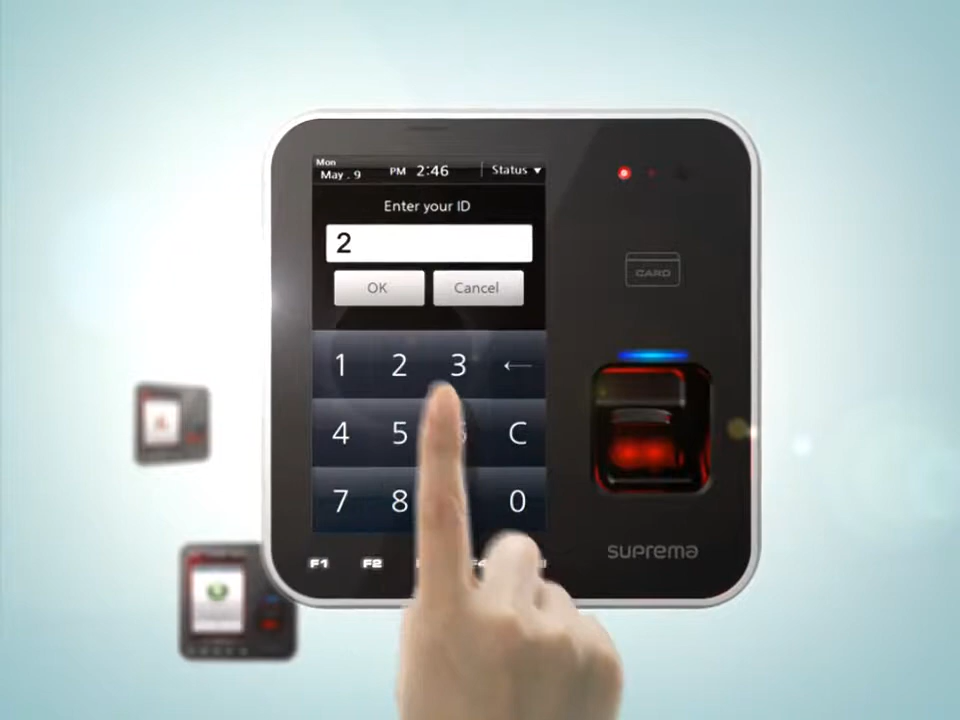 Mon
May . 9 PM 2:46 Status
Enter your ID
2
OK Cancel
1 2 3 ←
4 5 C
7 8 0
F1 F2
CARD
suprema